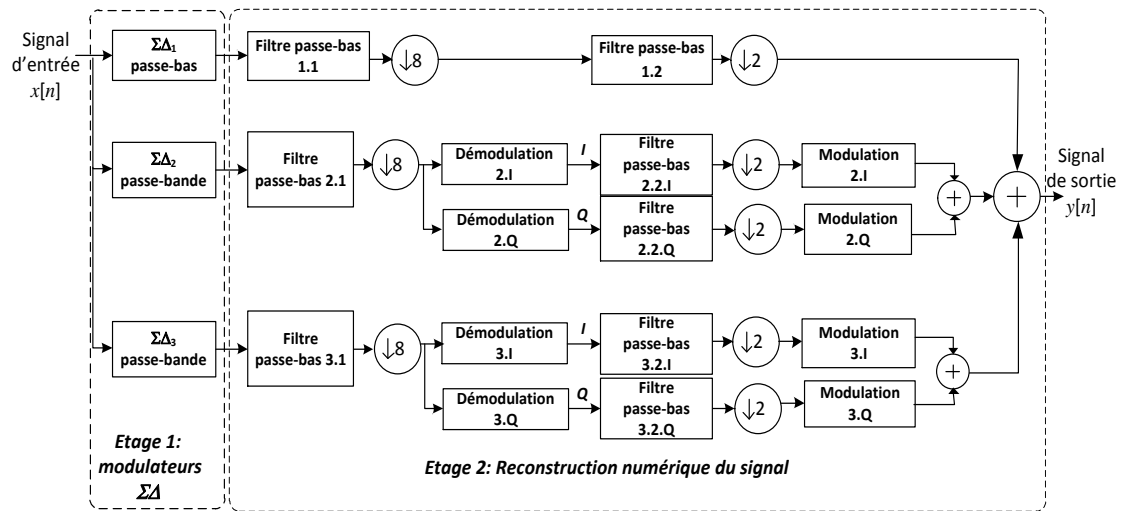 Signal
d'entrée
x[n]
ΣΔ1
passe-bas
Filtre passe-bas
1.1
↓8
Filtre passe-bas
1.2
↓2
ΣΔ2
passe-bande
Filtre
passe-bas 2.1
↓8
Démodulation
2.I
I
Filtre
passe-bas
2.2.I
↓2
Modulation
2.I
+
Démodulation
2.Q
Q
Filtre
passe-bas
2.2.Q
↓2
Modulation
2.Q
+
Signal
de sortie
y[n]
ΣΔ3
passe-bande
Filtre
passe-bas 3.1
↓8
Démodulation
3.I
I
Filtre
passe-bas
3.2.I
↓2
Modulation
3.I
+
Démodulation
3.Q
Q
Filtre
passe-bas
3.2.Q
↓2
Modulation
3.Q
Etage 1:
modulateurs
ΣΔ
Etage 2: Reconstruction numérique du signal